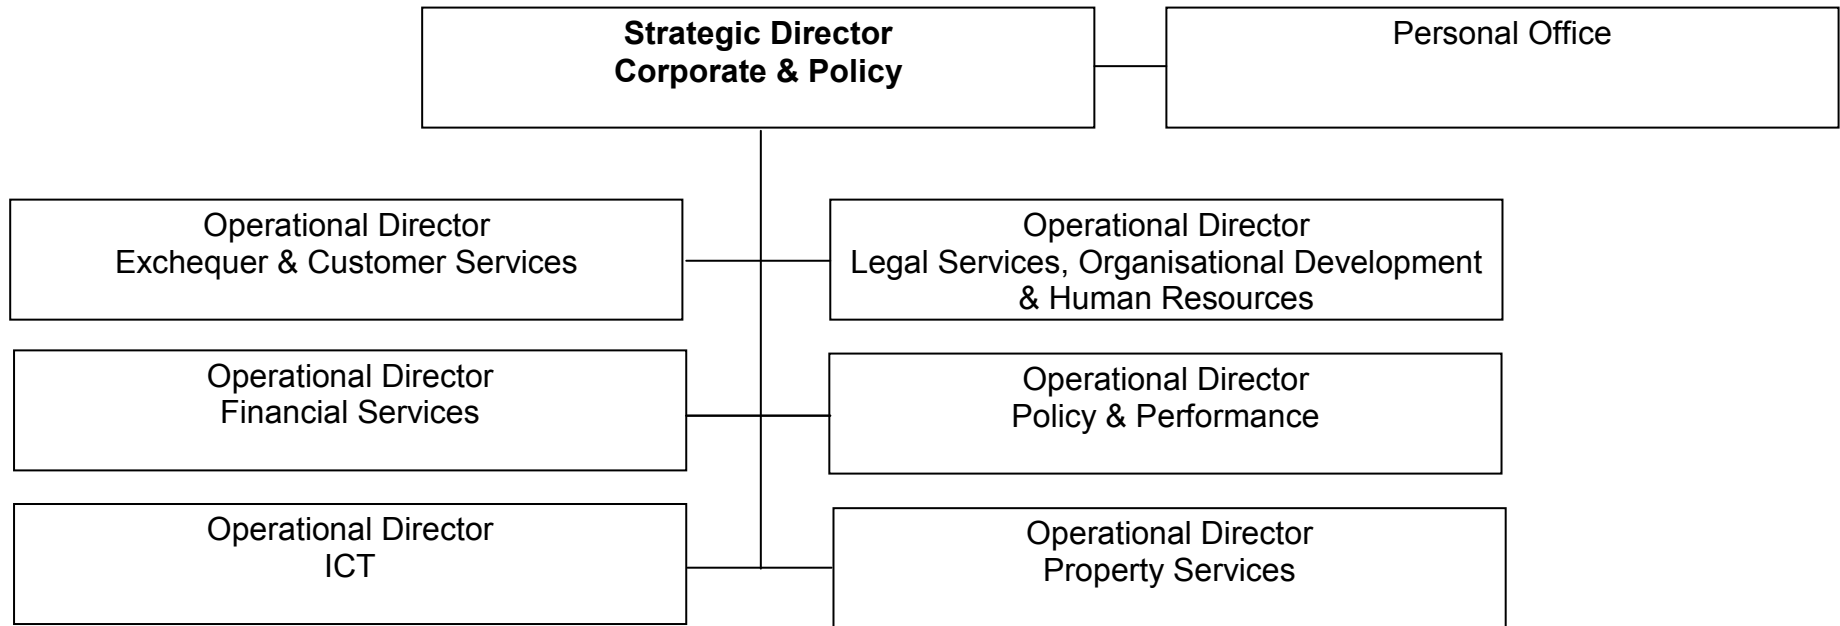 Strategic Director
Corporate & Policy
Personal Office
Operational Director
Exchequer & Customer Services
Operational Director
Legal Services, Organisational Development
& Human Resources
Operational Director
Financial Services
Operational Director
Policy & Performance
Operational Director
ICT
Operational Director
Property Services